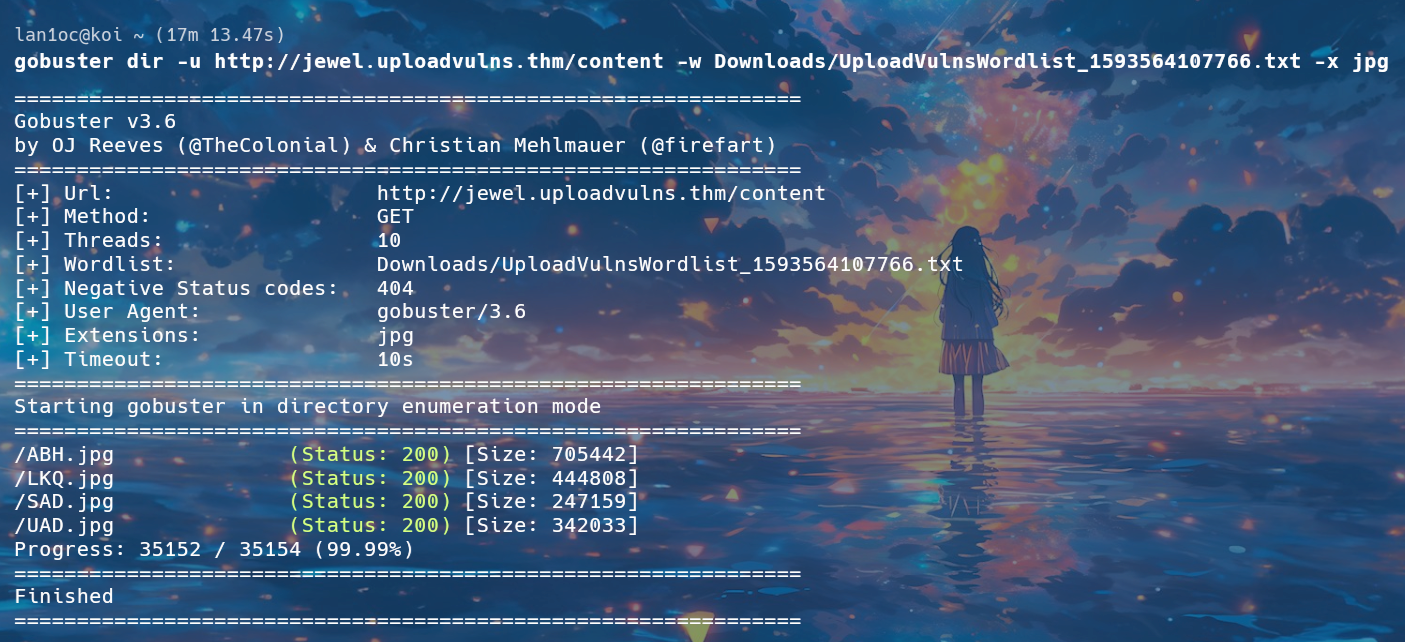 lan1oc@koi ~ (17m 13.47s)
gobuster dir -u http://jewel.uploadvulns.thm/content -w Downloads/UploadVulnsWordlist_1593564107766.txt -x jpg
===============================================================
Gobuster v3.6
by OJ Reeves (@TheColonial) & Christian Mehlmauer (@firefart)
===============================================================
[+] Url:                     http://jewel.uploadvulns.thm/content
[+] Method:                  GET
[+] Threads:                 10
[+] Wordlist:                Downloads/UploadVulnsWordlist_1593564107766.txt
[+] Negative Status codes:   404
[+] User Agent:              gobuster/3.6
[+] Extensions:              jpg
[+] Timeout:                 10s
===============================================================
Starting gobuster in directory enumeration mode
===============================================================
/ABH.jpg              (Status: 200) [Size: 705442]
/LKQ.jpg              (Status: 200) [Size: 444808]
/SAD.jpg              (Status: 200) [Size: 247159]
/UAD.jpg              (Status: 200) [Size: 342033]
Progress: 35152 / 35154 (99.99%)
===============================================================
Finished
===============================================================